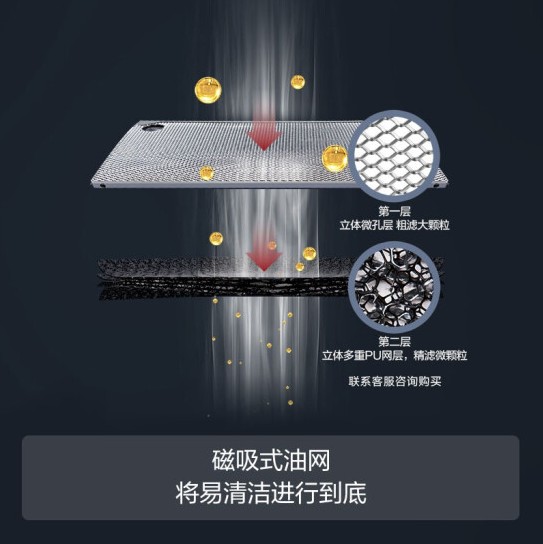 第一层
立体微孔层 粗滤大颗粒
第二层
立体多重PU网层，精滤微颗粒
联系客服咨询购买
磁吸式油网
将易清洁进行到底